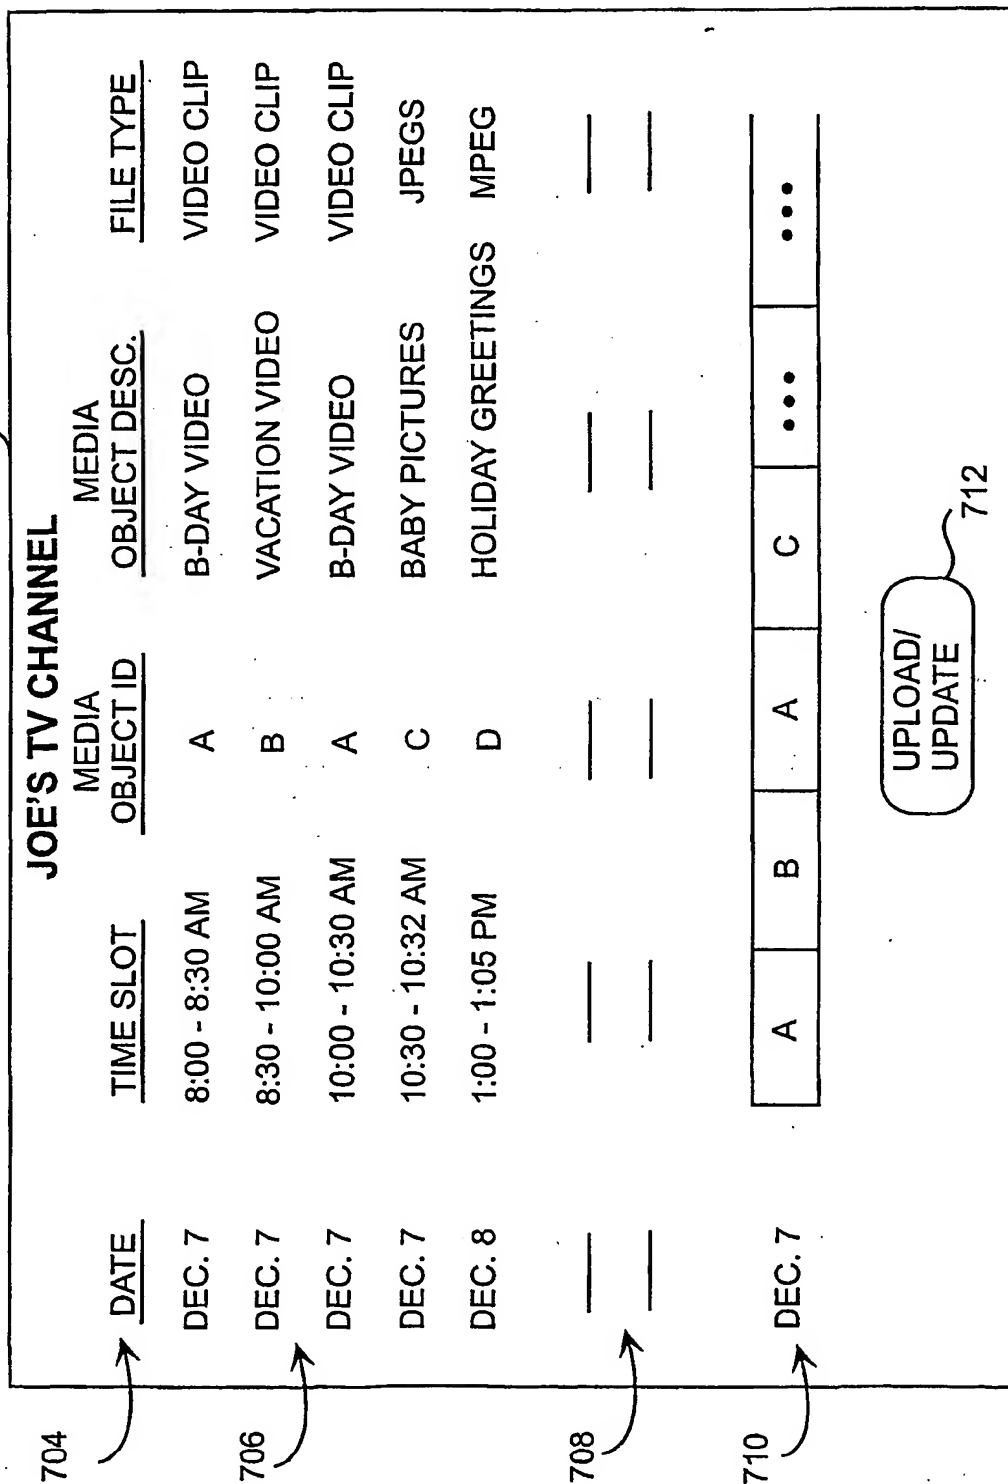 JOE'S TV CHANNEL
DATE TIME SLOT MEDIA OBJECT ID MEDIA OBJECT DESC. FILE TYPE
DEC. 7 8:00 - 8:30 AM A B-DAY VIDEO VIDEO CLIP
DEC. 7 8:30 - 10:00 AM B VACATION VIDEO VIDEO CLIP
DEC. 7 10:00 - 10:30 AM A B-DAY VIDEO VIDEO CLIP
DEC. 7 10:30 - 10:32 AM C BABY PICTURES JPEGS
DEC. 8 1:00 - 1:05 PM D HOLIDAY GREETINGS MPEG
DEC. 7 A B A C ... ...
UPLOAD/
UPDATE
704
706
708
710
712